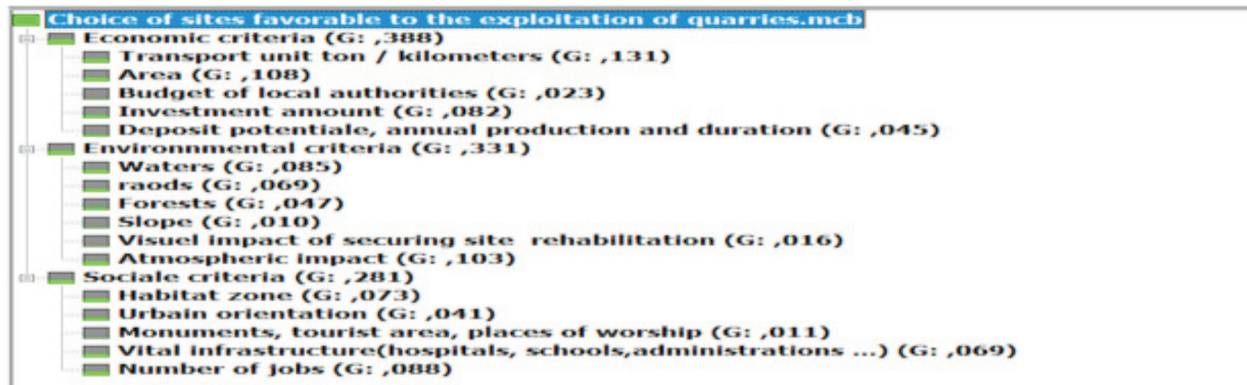 Choice of sites favorable to the exploitation of quarries.mcb
Economic criteria (G: ,388)
Transport unit ton / kilometers (G: ,131)
Area (G: ,108)
Budget of local authorities (G: ,023)
Investment amount (G: ,082)
Deposit potentiale, annual production and duration (G: ,045)
Environnmental criteria (G: ,331)
Waters (G: ,085)
raods (G: ,069)
Forests (G: ,047)
Slope (G: ,010)
Visuel impact of securing site rehabilitation (G: ,016)
Atmospheric impact (G: ,103)
Sociale criteria (G: ,281)
Habitat zone (G: ,073)
Urbain orientation (G: ,041)
Monuments, tourist area, places of worship (G: ,011)
Vital infrastructure(hospitals, schools,administrations ...) (G: ,069)
Number of jobs (G: ,088)